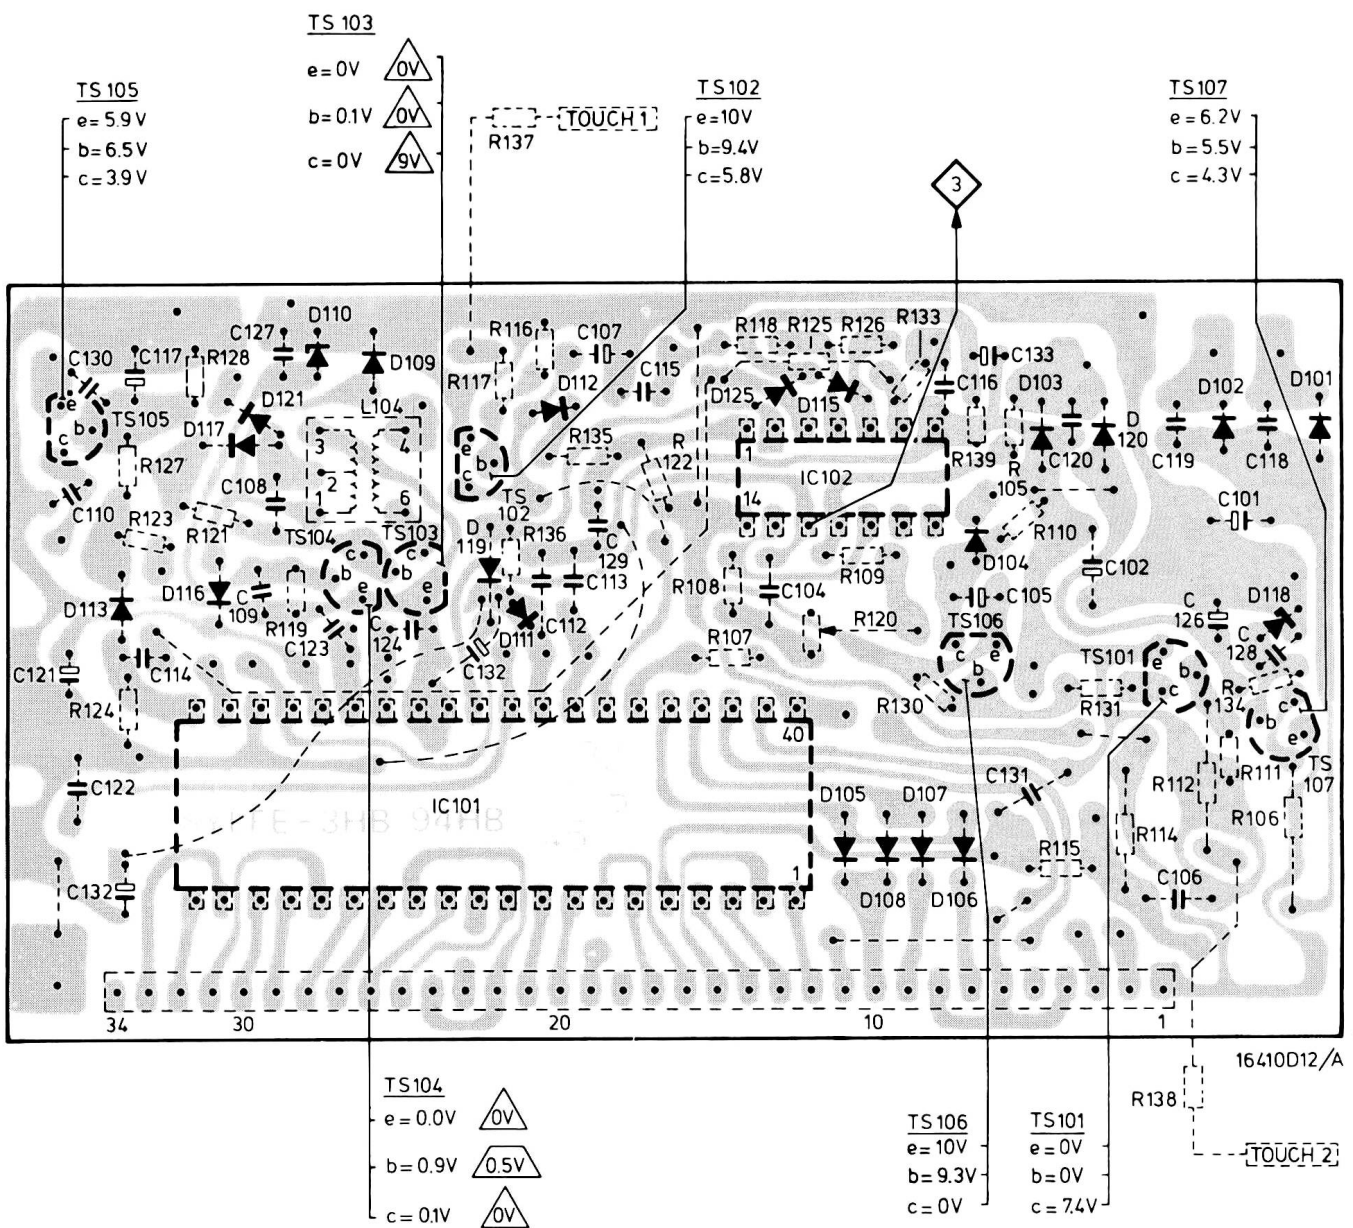 TS 103
e=0V 0V
b=0.1V 0V
c=0V 9V
TS105
e=5.9V
b=6.5V
c=3.9V
R137
TOUCH 1
TS102
e=10V
b=9.4V
c=5.8V
3
TS107
e=6.2V
b=5.5V
c=4.3V
C130
C117
R128
C127
D110
D109
R116
C107
R117
D112
C115
R118
R125
R126
R133
C133
D125
D115
C116
D103
D102
D101
e
b
c
TS105
D121
D117
L104
3
4
2
1
6
R127
C108
C110
R123
R121
TS104
TS103
e
b
c
TS
102
R135
R
122
D
119
R136
C
129
1
14
IC102
R139
R
105
C120
D
120
C119
C118
C101
R110
D104
R109
R108
C104
C102
C105
TS106
D113
D116
C
109
R119
C123
c
b
e
c
b
e
C
124
D111
C112
C113
C132
R107
R120
c
e
b
TS101
e
b
c
C
126
D118
C
128
R
134
C121
C114
R124
R130
R131
c
b
e
TS
107
40
IC101
C122
TE-3HB 94HB
C131
R112
R111
R106
D105
D107
R114
R115
D108
D106
C106
C132
1
34
30
20
10
1
16410D12/A
R138
TOUCH 2
TS104
e=0.0V 0V
b=0.9V 0.5V
c=0.1V 0V
TS106
e=10V
b=9.3V
c=0V
TS101
e=0V
b=0V
c=7.4V